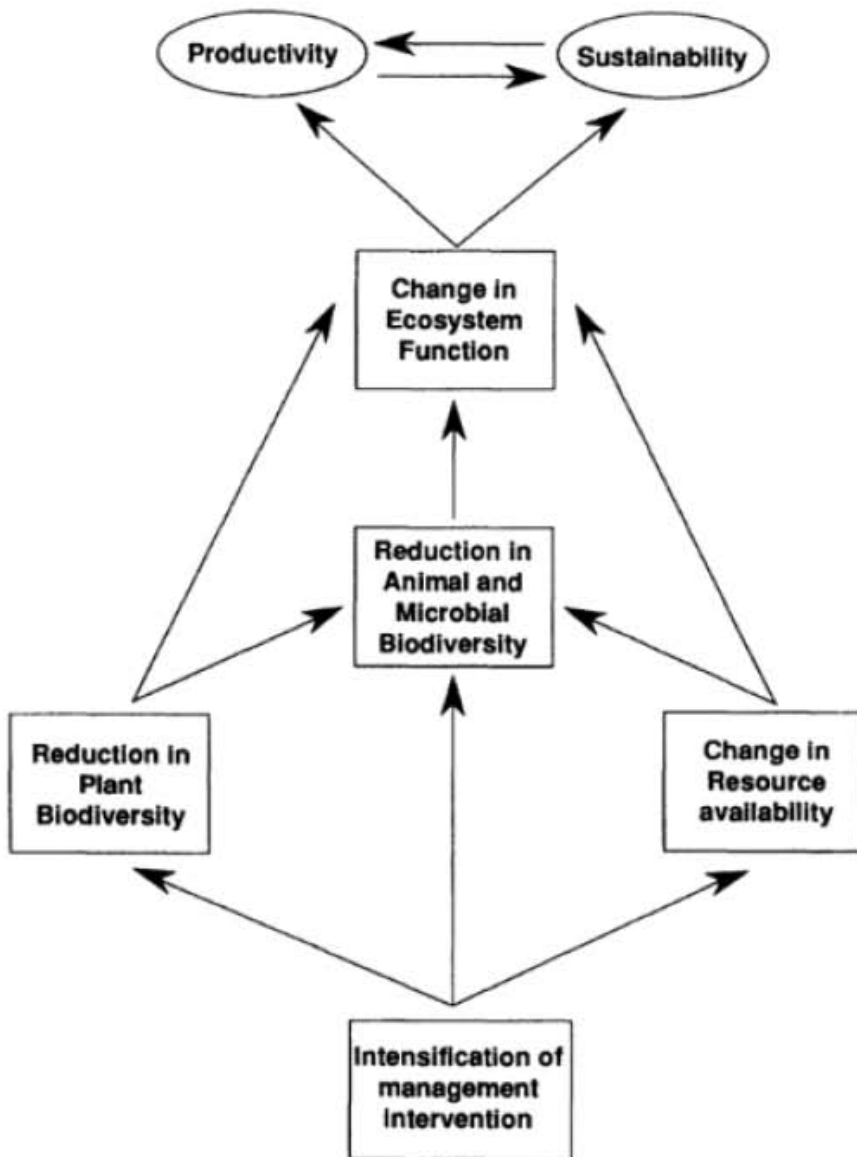 Productivity
Sustainability
Change in
Ecosystem
Function
Reduction in
Animal and
Microbial
Biodiversity
Reduction in
Plant
Biodiversity
Change in
Resource
availability
Intensification of
management
Intervention